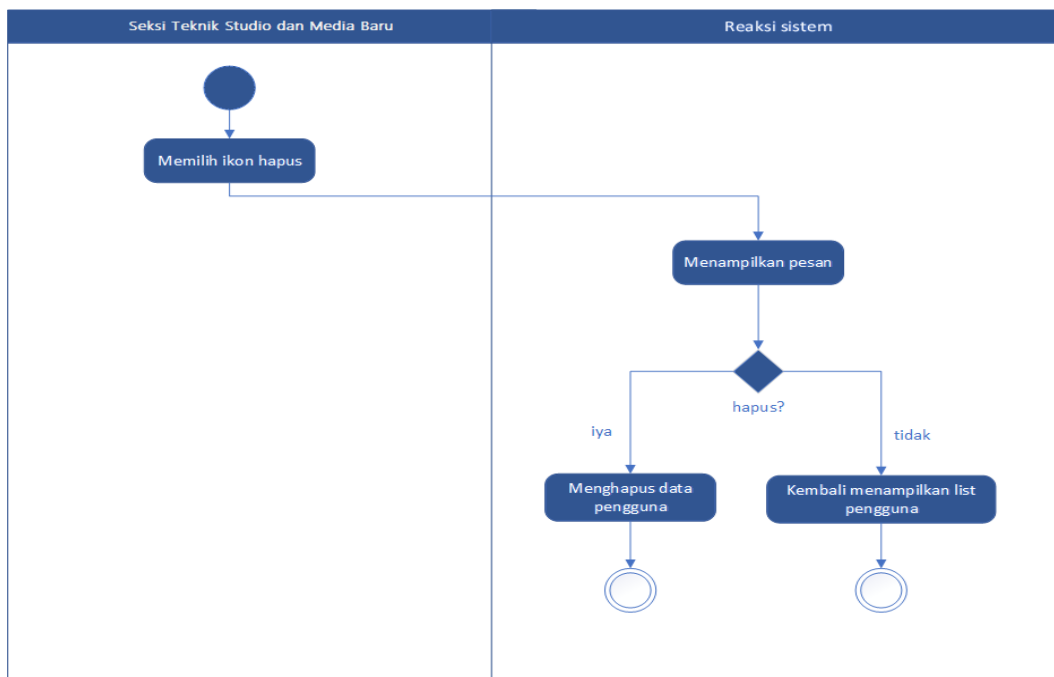 Seksi Teknik Studio dan Media Baru
Reaksi sistem
Memilih ikon hapus
Menampilkan pesan
hapus?
iya
tidak
Menghapus data
pengguna
Kembali menampilkan list
pengguna